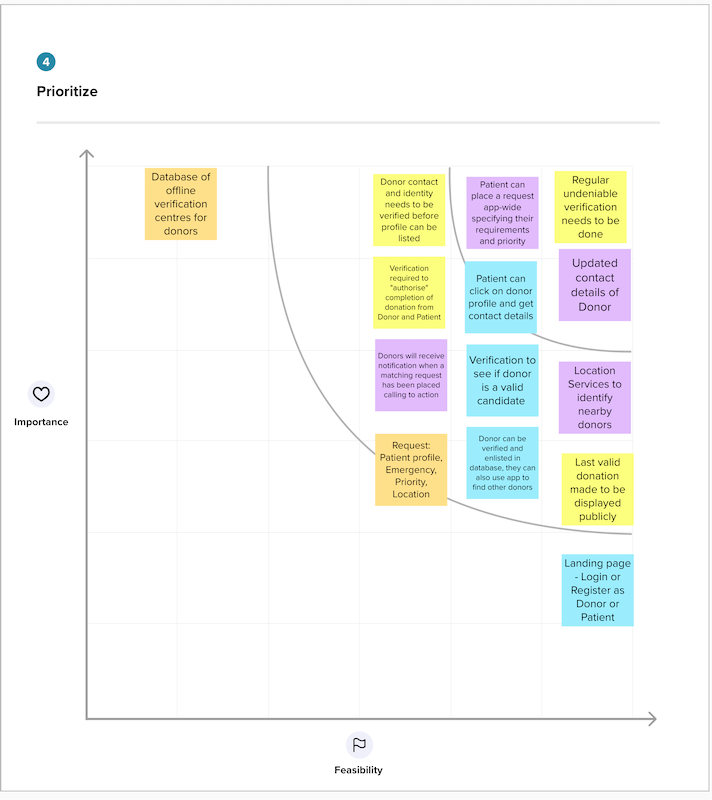 4
Prioritize
Database of
offline
verification
centres for
donors
Donor contact
and identity
needs to be
verified before
profile can be
listed
Patient can
place a request
app-wide
specifying their
requirements
and priority
Regular
undeniable
verification
needs to be
done
Verification
required to
"authorise"
completion of
donation from
Donor and Patient
Patient can
click on donor
profile and get
contact details
Updated
contact
details of
Donor
Donors will receive
notification when a
matching request
has been placed
calling to action
Verification to
see if donor
is a valid
candidate
Location
Services to
identify
nearby
donors
Request:
Patient profile,
Emergency,
Priority,
Location
Donor can be
verified and
enlisted in
database, they can
also use app to
find other donors
Last valid
donation
made to be
displayed
publicly
Landing page
- Login or
Register as
Donor or
Patient
Importance
Feasibility